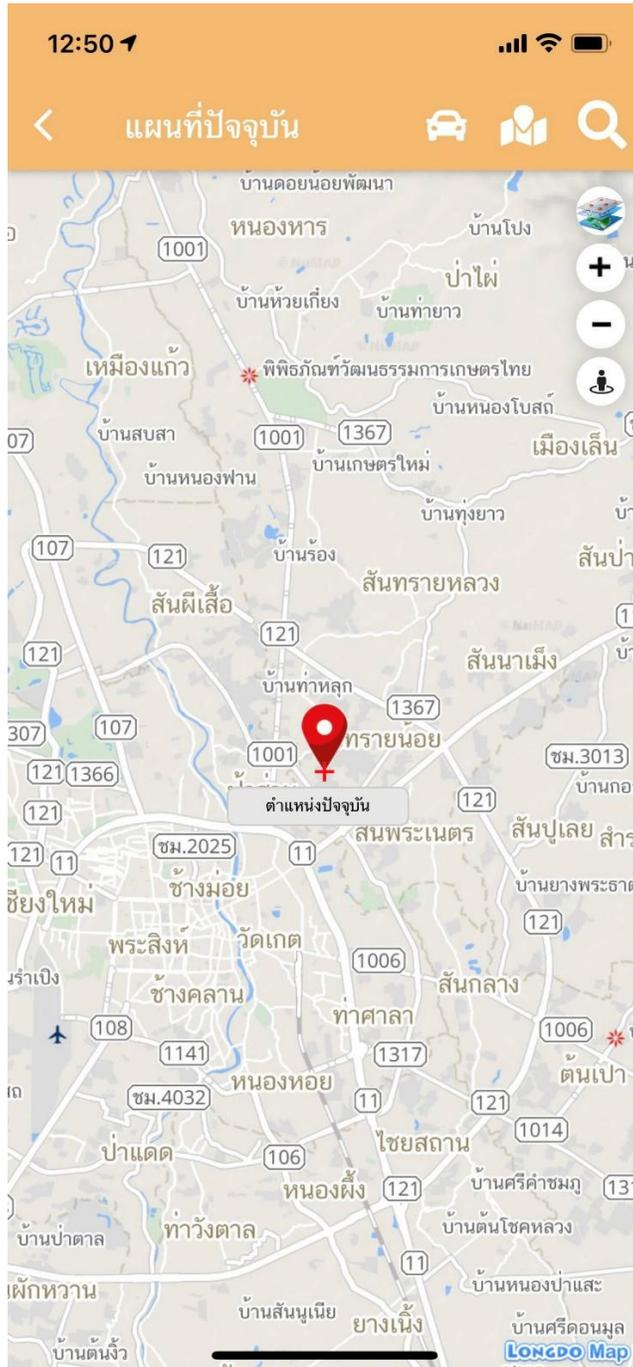 12:50
แผนที่ปัจจุบัน
บ้านดอยน้อยพัฒนา
หนองหาร
บ้านโปง
1001
ป่าไผ่
บ้านห้วยเกี๋ยง
บ้านท่ายาว
เหมืองแก้ว
พิพิธภัณฑ์วัฒนธรรมการเกษตรไทย
บ้านหนองโบสถ์
07
บ้านสบสา
1001
1367
เมืองเล็น
บ้านหนองฟาน
บ้านเกษตรใหม่
บ้านทุ่งยาว
107
121
บ้านร้อง
สันป่า
สันทรายหลวง
สันผีเสื้อ
121
121
สันนาเม็ง
บ้านท่าหลุก
1367
307
107
ทรายน้อย
1001
ชม.3013
121
1366
บ้านกอ
ตำแหน่งปัจจุบัน
121
121
สันพระเนตร
สันปูเลย
สำร
ชม.2025
11
121
11
ช้างม่อย
บ้านยางพระธาต
ชียงใหม่
121
พระสิงห์
วัดเกต
1006
นรำเปิง
ช้างคลาน
สันกลาง
ท่าศาลา
108
1006
1141
1317
ต้นเปา
หนองหอย
ชม.4032
11
121
1014
ป่าแดด
106
ไชยสถาน
หนองผึ้ง
121
บ้านศรีคำชมภู
131
บ้านป่าตาล
ท่าวังตาล
บ้านต้นโชคหลวง
11
ผักหวาน
บ้านหนองป่าแสะ
บ้านสันนูเนีย
ยางเนิ้ง
บ้านศรีดอนมูล
บ้านต้นงิ้ว
LONGDO Map